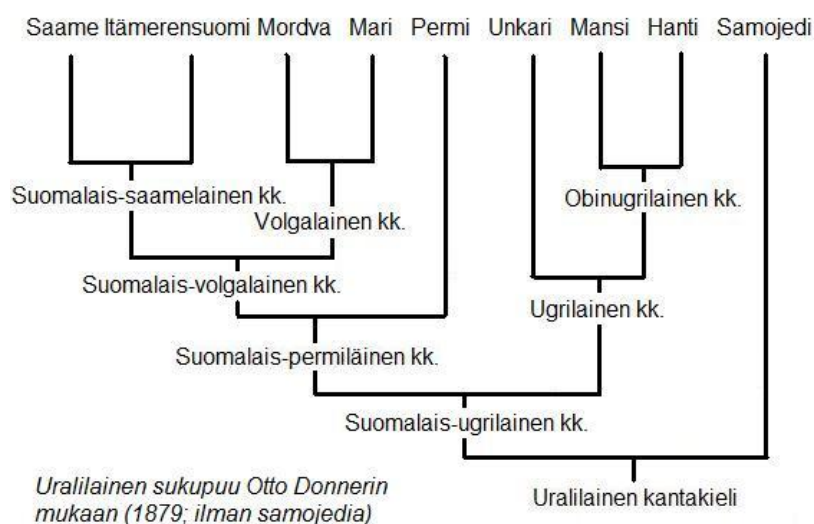 Saame Itämerensuomi Mordva Mari Permi Unkari Mansi Hanti Samojedi
Suomalais-saamelainen kk.
Obinugrilainen kk.
Volgalainen kk.
Suomalais-volgalainen kk.
Ugrilainen kk.
Suomalais-permiläinen kk.
Suomalais-ugrilainen kk.
Uralilainen sukupuu Otto Donnerin
mukaan (1879; ilman samojedia)
Uralilainen kantakieli